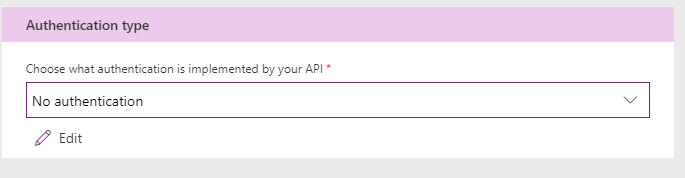 Authentication type
Choose what authentication is implemented by your API *
No authentication
Edit